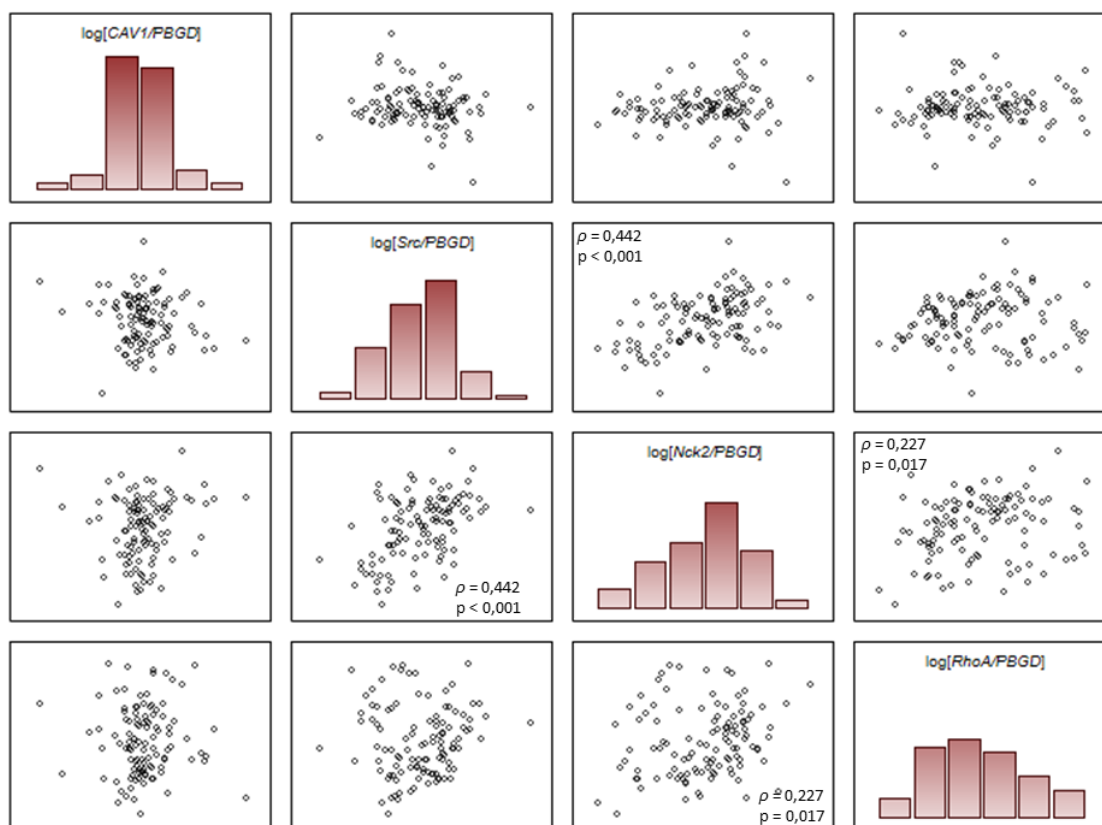 log[CAV1/PBGD]
log[Src/PBGD]
ρ = 0,442
p < 0,001
log[Nck2/PBGD]
ρ = 0,227
p = 0,017
ρ = 0,442
p < 0,001
log[RhoA/PBGD]
ρ = 0,227
p = 0,017